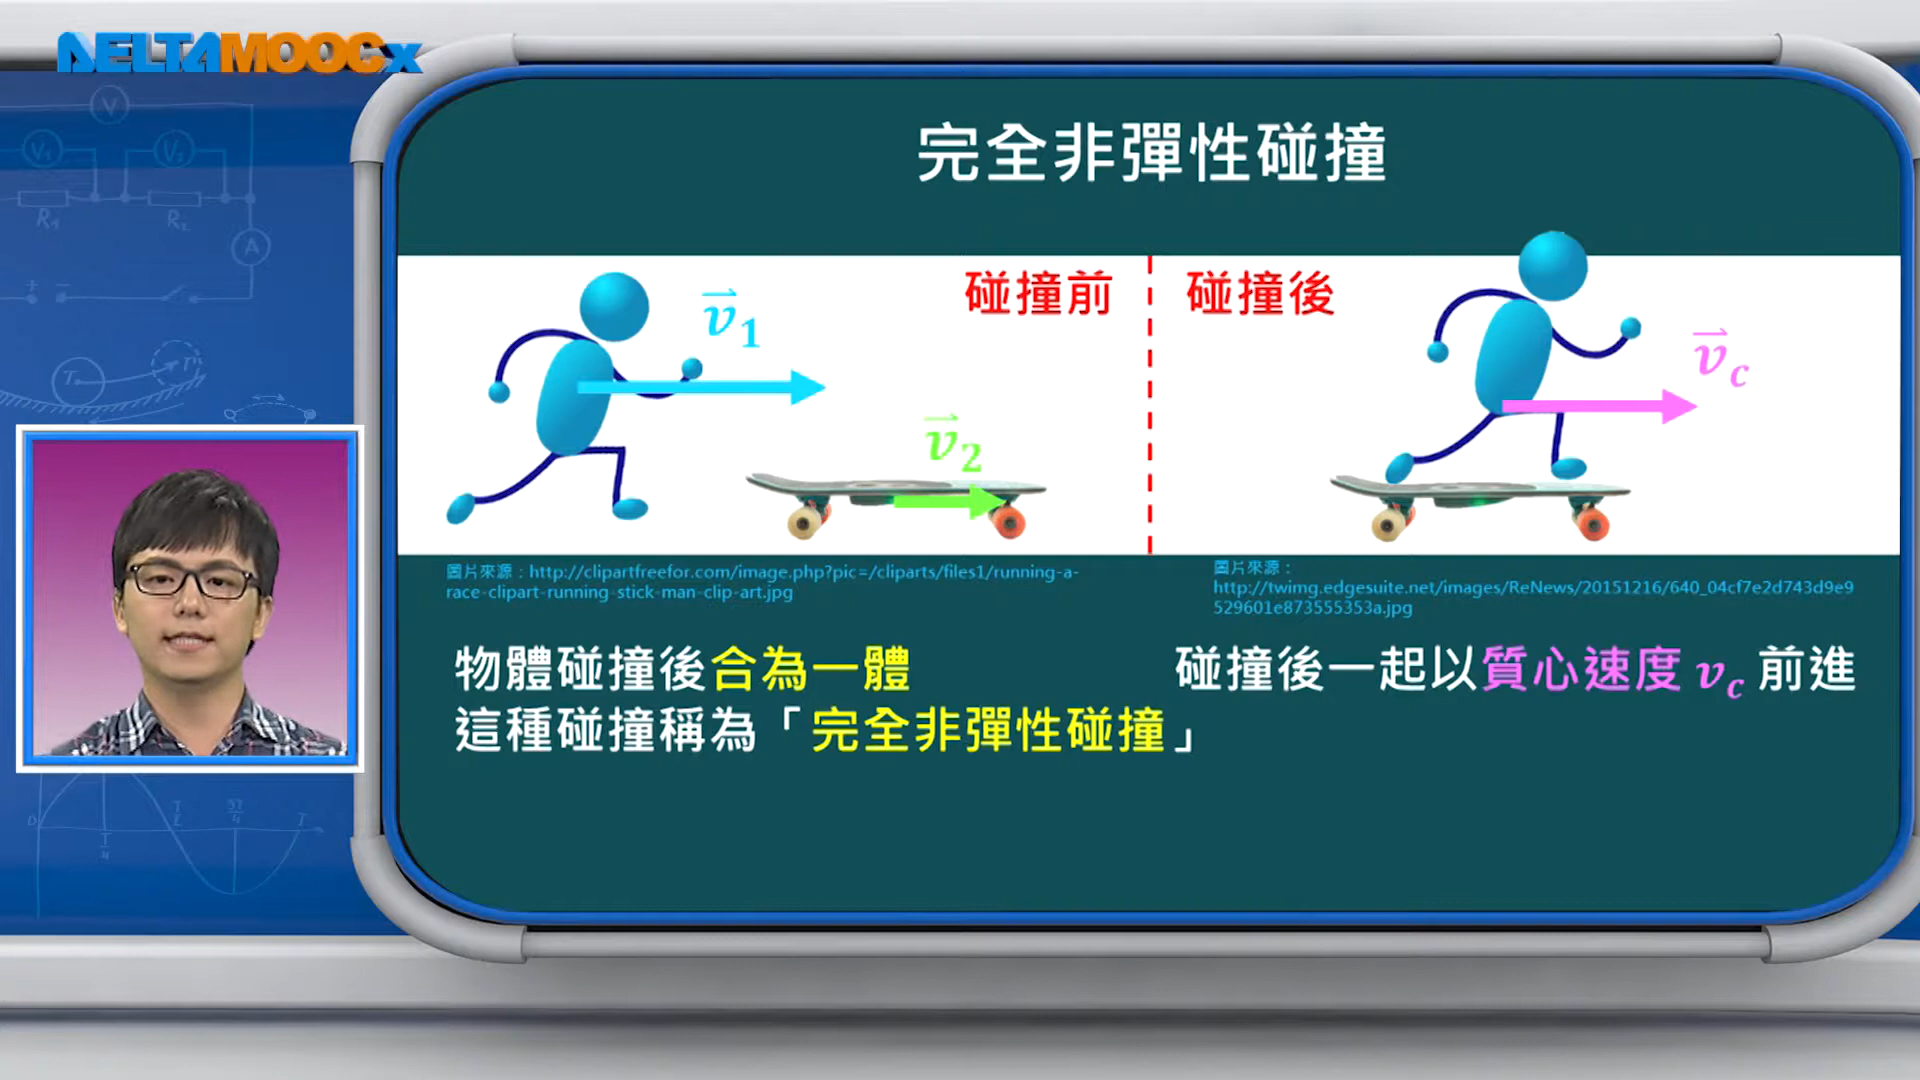 DELTAMOOCx
完全非彈性碰撞
碰撞前
碰撞後
v⃗1
v⃗2
v⃗c
圖片來源：http://clipartfreefor.com/image.php?pic=/cliparts/files1/running-a-
race-clipart-running-stick-man-clip-art.jpg
圖片來源：
http://twimg.edgesuite.net/images/ReNews/20151216/640_04cf7e2d743d9e9
529601e873555353a.jpg
物體碰撞後合為一體
這種碰撞稱為「完全非彈性碰撞」
碰撞後一起以質心速度 vc 前進
V
V1
V2
R1
R2
A